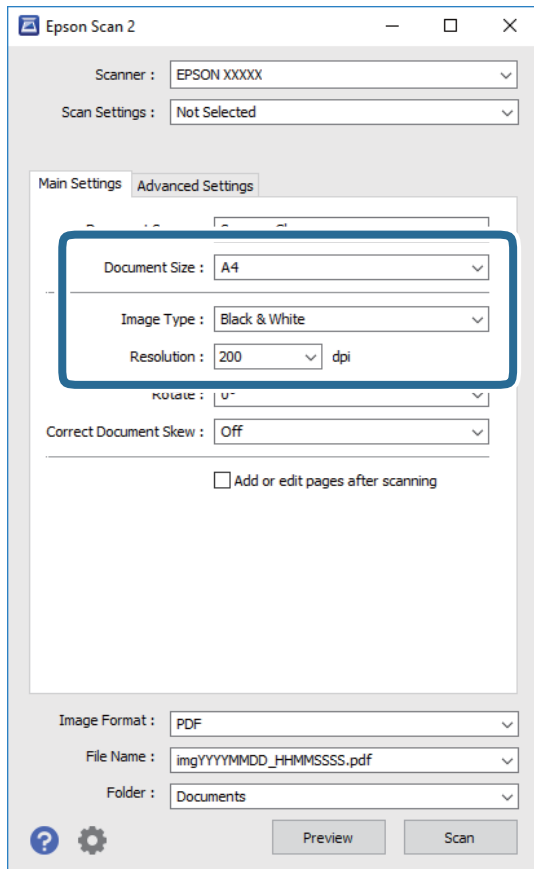 Epson Scan 2
Scanner : EPSON XXXXX
Scan Settings : Not Selected
Main Settings Advanced Settings
Document Size : A4
Image Type : Black & White
Resolution : 200 dpi
Rotate : 0°
Correct Document Skew : Off
Add or edit pages after scanning
Image Format : PDF
File Name : imgYYYYMMDD_HHMMSSSS.pdf
Folder : Documents
? Preview Scan